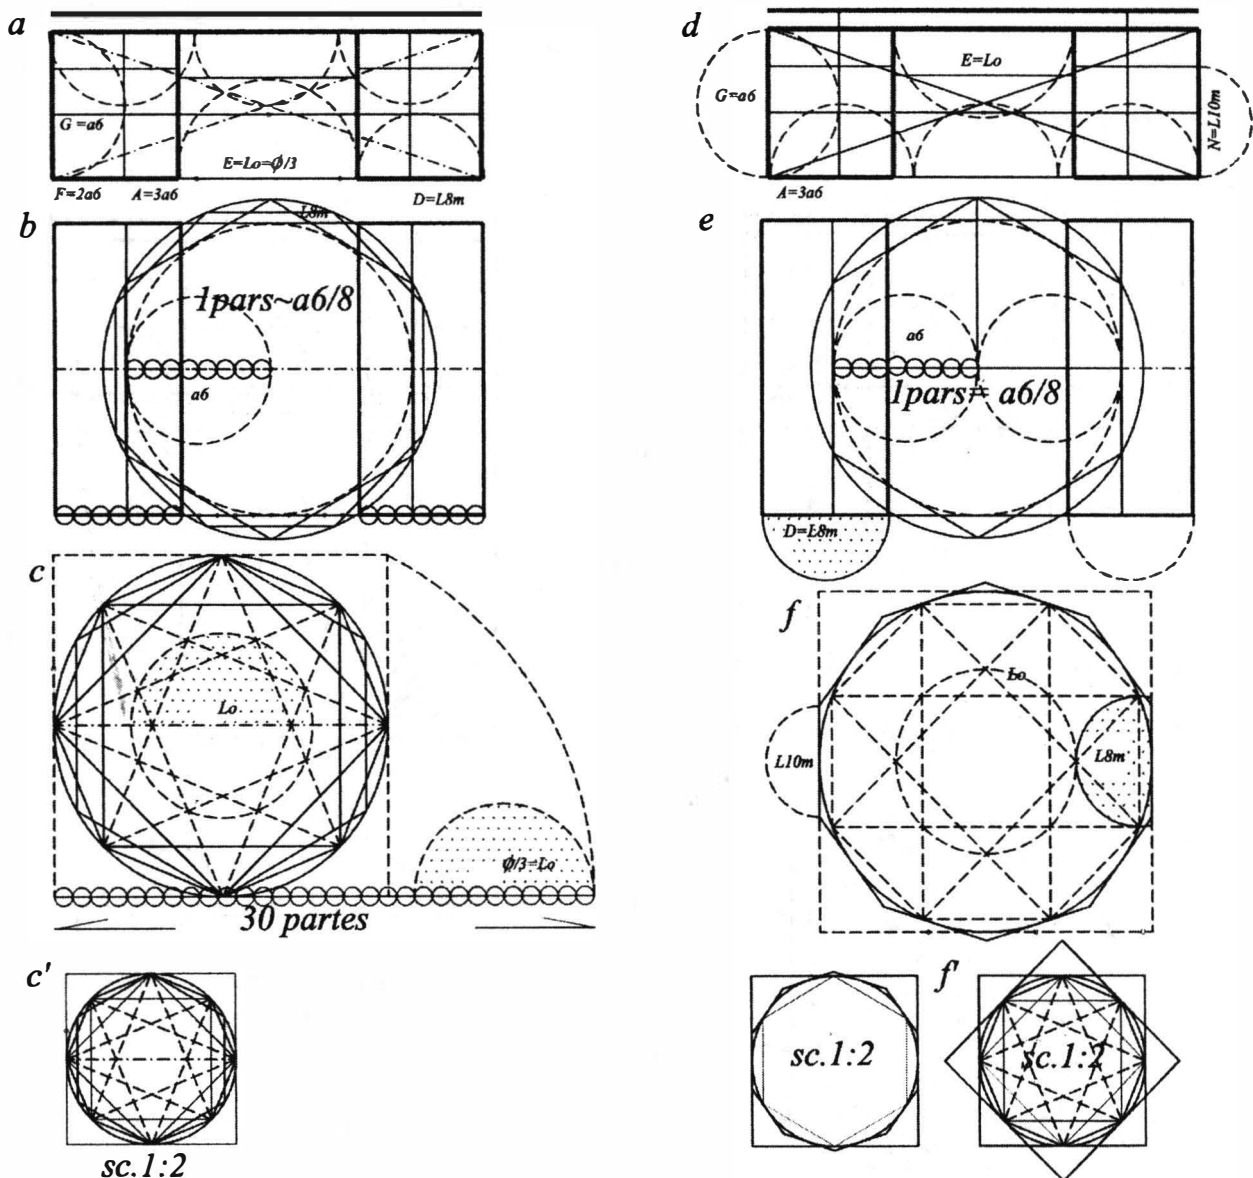 a
G =a6
E=Lo=Ø/3
F=2a6 A=3a6 D=L8m
b
L8m
1pars~a6/8
a6
c
Lo
Ø/3=Lo
30 partes
c'
sc.1:2
d
E=Lo
G=a6
N=L10m
A=3a6
e
a6
1pars= a6/8
D=L8m
f
Lo
L10m
L8m
f'
sc.1:2
sc.1:2